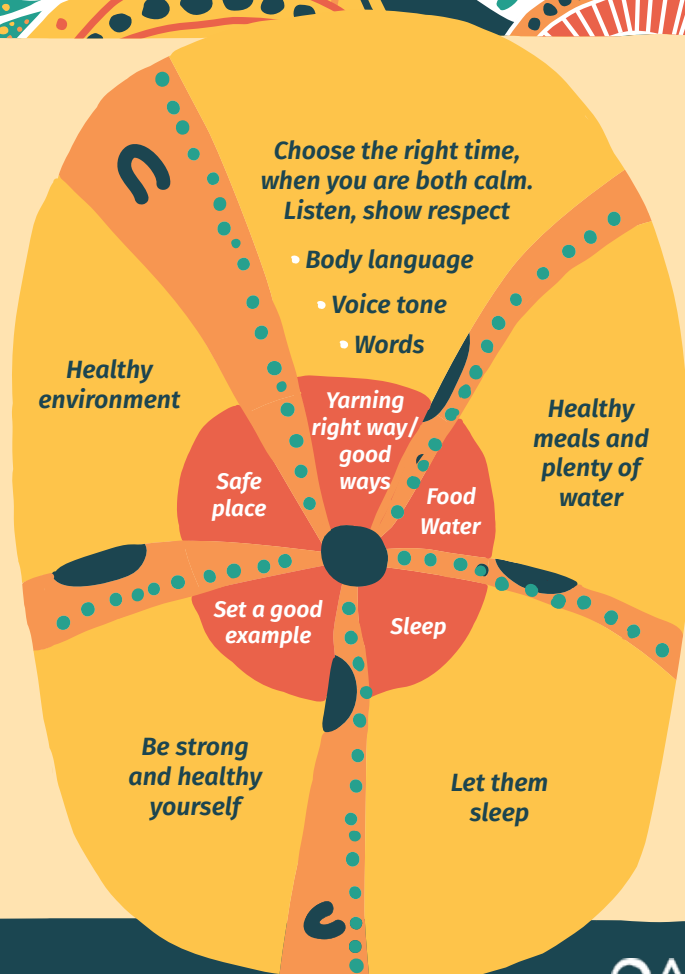 Choose the right time,
when you are both calm.
Listen, show respect
• Body language
• Voice tone
• Words
Healthy
environment
Yarning
right way/
good
ways
Healthy
meals and
plenty of
water
Safe
place
Food
Water
Set a good
example
Sleep
Be strong
and healthy
yourself
Let them
sleep